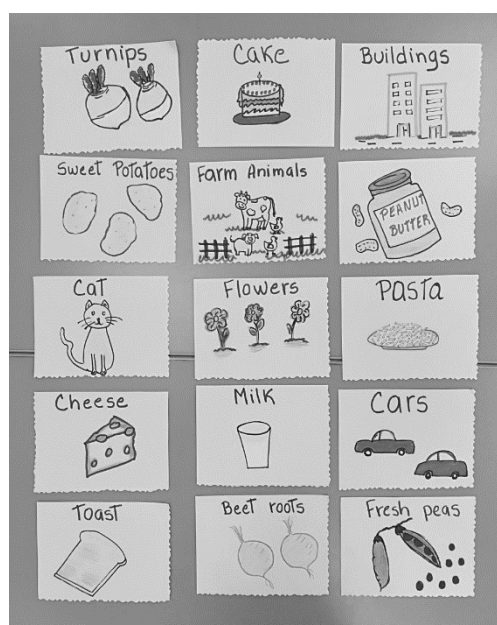 Turnips
Cake
Buildings
Sweet Potatoes
Farm Animals
PEANUT
BUTTER
Cat
Flowers
Pasta
Cheese
Milk
Cars
Toast
Beet roots
Fresh peas